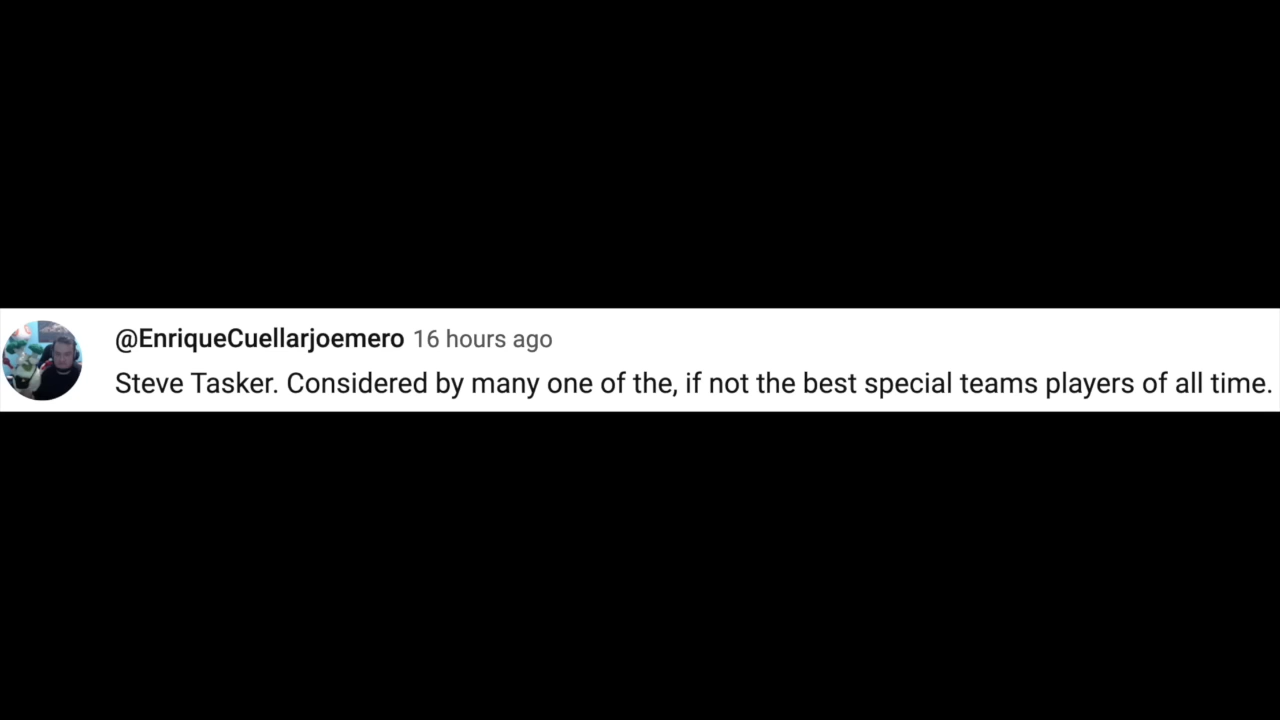 @EnriqueCuellarjoemero 16 hours ago
Steve Tasker. Considered by many one of the, if not the best special teams players of all time.